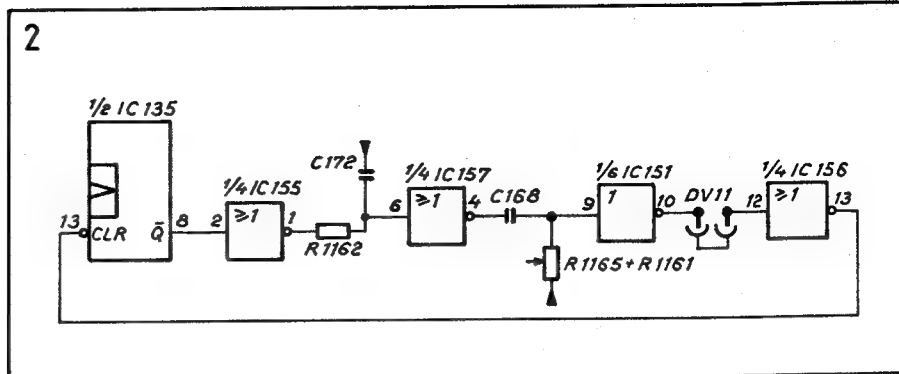 2
1/2 IC 135
C172
1/4 IC 155
1/4 IC 157
C168
1/6 IC 151
DV11
1/4 IC 156
≥1
≥1
1
≥1
13
CLR
Q̅
8
2
1
R1162
6
4
9
10
12
13
R1165+R1161